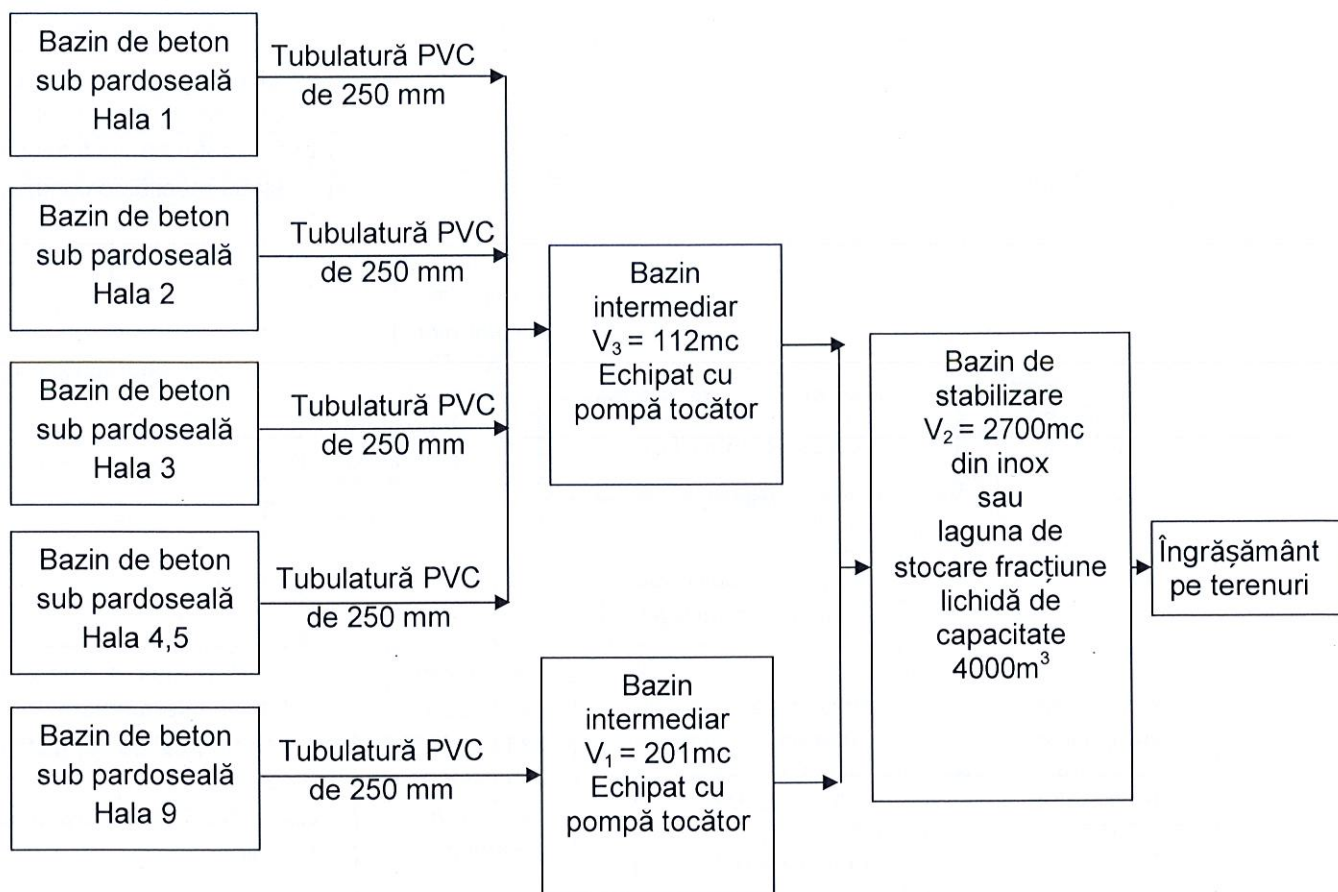 Bazin de beton
sub pardoseală
Hala 1
Tubulatură PVC
de 250 mm
Bazin de beton
sub pardoseală
Hala 2
Tubulatură PVC
de 250 mm
Bazin de beton
sub pardoseală
Hala 3
Tubulatură PVC
de 250 mm
Bazin de beton
sub pardoseală
Hala 4,5
Tubulatură PVC
de 250 mm
Bazin de beton
sub pardoseală
Hala 9
Tubulatură PVC
de 250 mm
Bazin
intermediar
V₃ = 112mc
Echipat cu
pompă tocător
Bazin
intermediar
V₁ = 201mc
Echipat cu
pompă tocător
Bazin de
stabilizare
V₂ = 2700mc
din inox
sau
laguna de
stocare fracțiune
lichidă de
capacitate
4000m³
Îngrășământ
pe terenuri